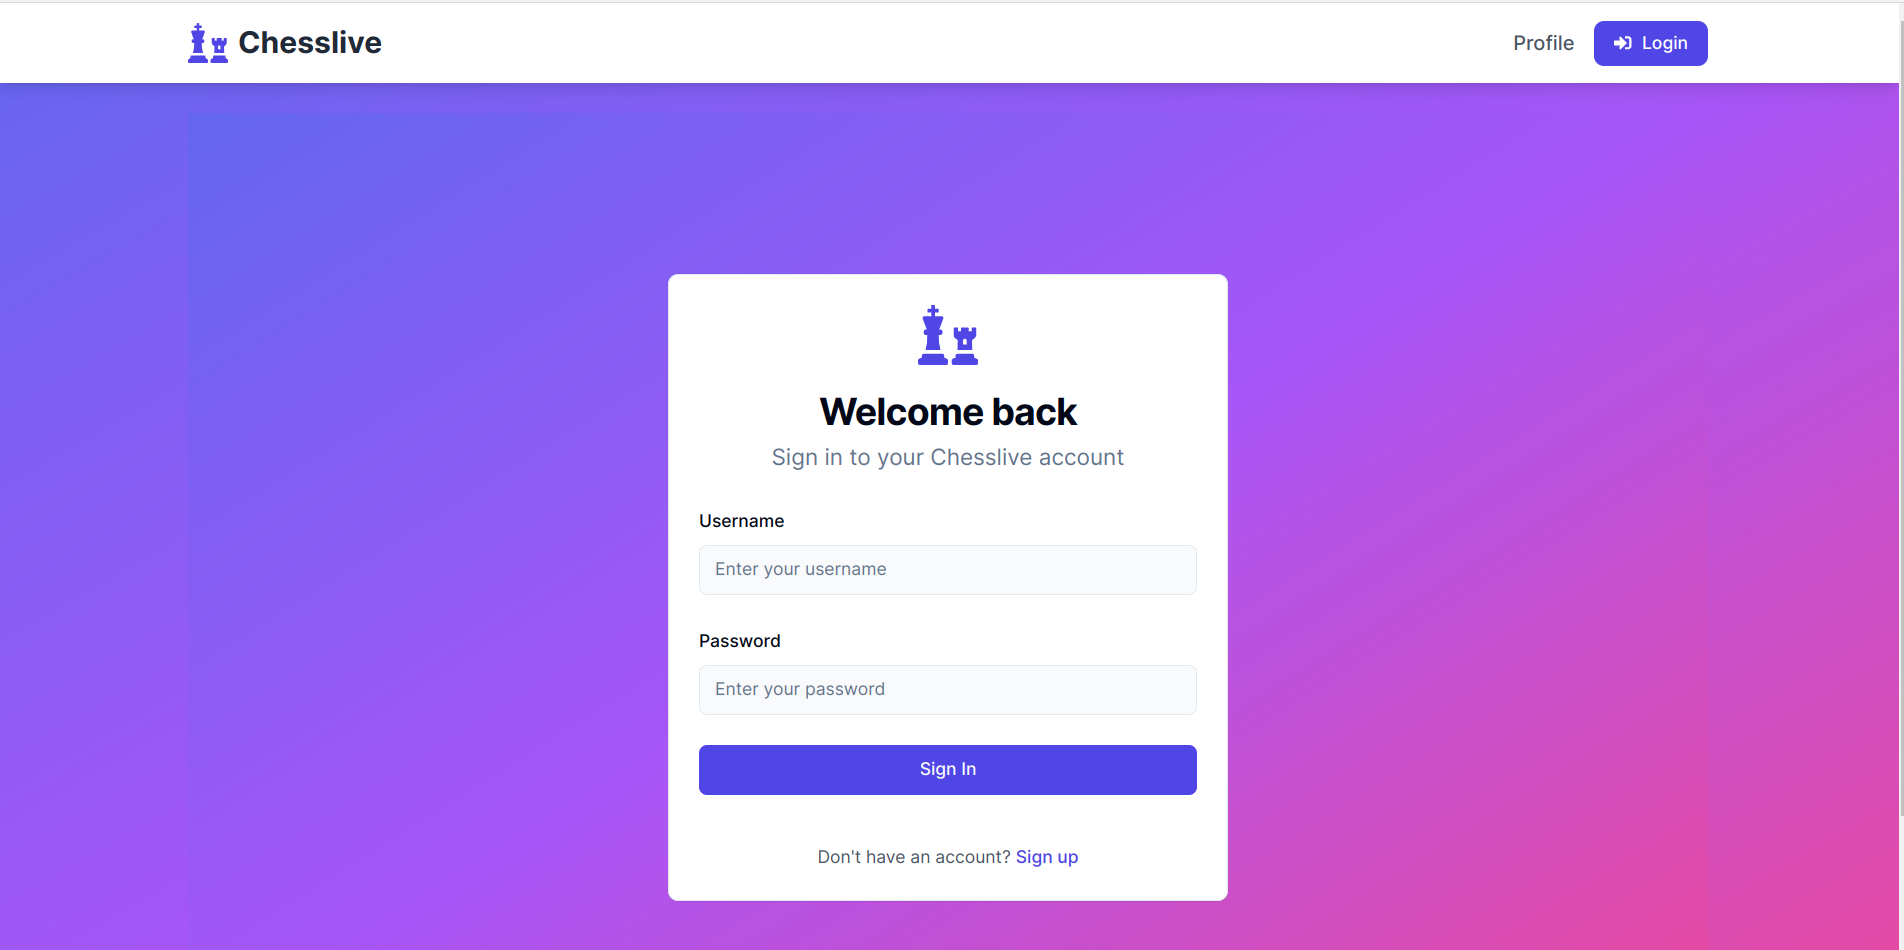 Chesslive
Profile
Login
Welcome back
Sign in to your Chesslive account
Username
Enter your username
Password
Enter your password
Sign In
Don't have an account? Sign up